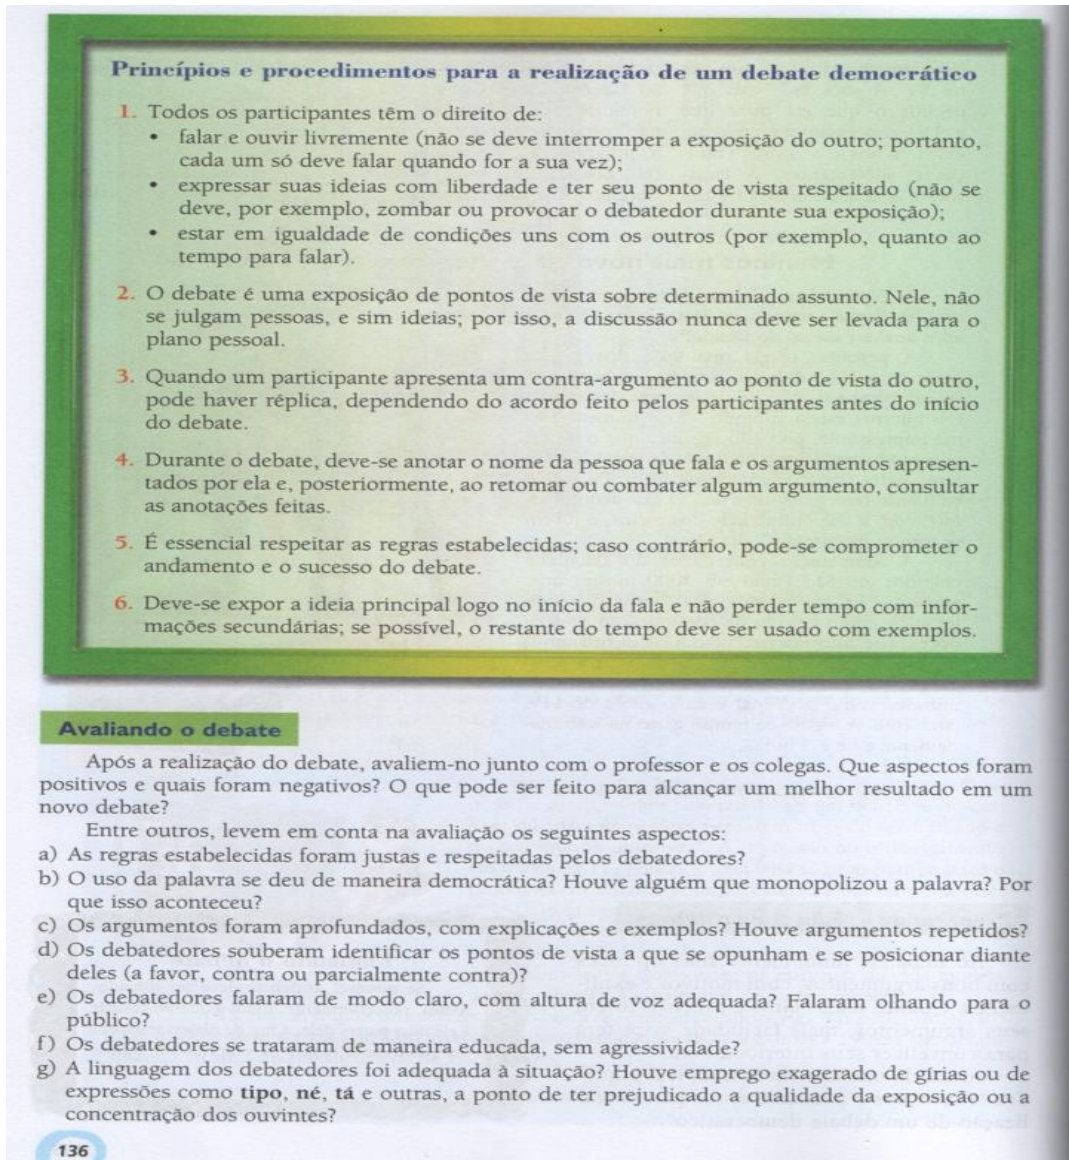 Princípios e procedimentos para a realização de um debate democrático
1. Todos os participantes têm o direito de:
• falar e ouvir livremente (não se deve interromper a exposição do outro; portanto,
cada um só deve falar quando for a sua vez);
• expressar suas ideias com liberdade e ter seu ponto de vista respeitado (não se
deve, por exemplo, zombar ou provocar o debatedor durante sua exposição);
• estar em igualdade de condições uns com os outros (por exemplo, quanto ao
tempo para falar).
2. O debate é uma exposição de pontos de vista sobre determinado assunto. Nele, não
se julgam pessoas, e sim ideias; por isso, a discussão nunca deve ser levada para o
plano pessoal.
3. Quando um participante apresenta um contra-argumento ao ponto de vista do outro,
pode haver réplica, dependendo do acordo feito pelos participantes antes do início
do debate.
4. Durante o debate, deve-se anotar o nome da pessoa que fala e os argumentos apresen-
tados por ela e, posteriormente, ao retomar ou combater algum argumento, consultar
as anotações feitas.
5. É essencial respeitar as regras estabelecidas; caso contrário, pode-se comprometer o
andamento e o sucesso do debate.
6. Deve-se expor a ideia principal logo no início da fala e não perder tempo com infor-
mações secundárias; se possível, o restante do tempo deve ser usado com exemplos.
Avaliando o debate
Após a realização do debate, avaliem-no junto com o professor e os colegas. Que aspectos foram
positivos e quais foram negativos? O que pode ser feito para alcançar um melhor resultado em um
novo debate?
Entre outros, levem em conta na avaliação os seguintes aspectos:
a) As regras estabelecidas foram justas e respeitadas pelos debatedores?
b) O uso da palavra se deu de maneira democrática? Houve alguém que monopolizou a palavra? Por
que isso aconteceu?
c) Os argumentos foram aprofundados, com explicações e exemplos? Houve argumentos repetidos?
d) Os debatedores souberam identificar os pontos de vista a que se opunham e se posicionar diante
deles (a favor, contra ou parcialmente contra)?
e) Os debatedores falaram de modo claro, com altura de voz adequada? Falaram olhando para o
público?
f) Os debatedores se trataram de maneira educada, sem agressividade?
g) A linguagem dos debatedores foi adequada à situação? Houve emprego exagerado de gírias ou de
expressões como tipo, né, tá e outras, a ponto de ter prejudicado a qualidade da exposição ou a
concentração dos ouvintes?
136